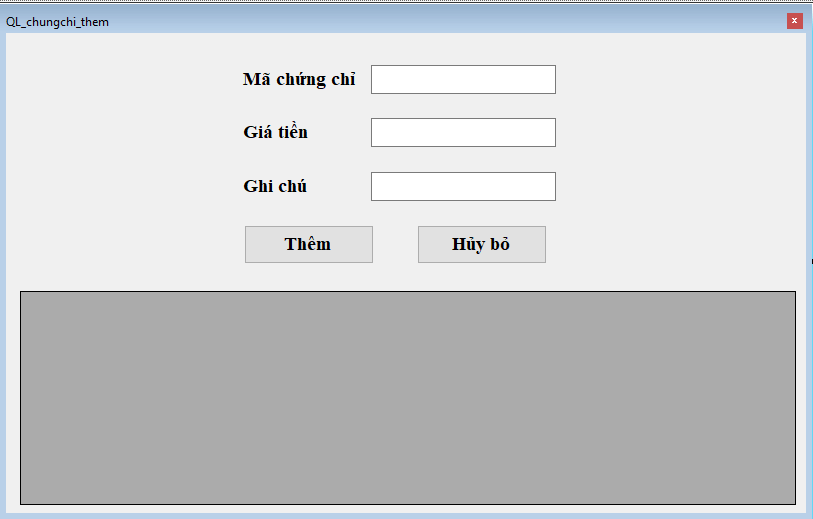 QL_chungchi_them
Mã chứng chỉ
Giá tiền
Ghi chú
Thêm
Hủy bỏ